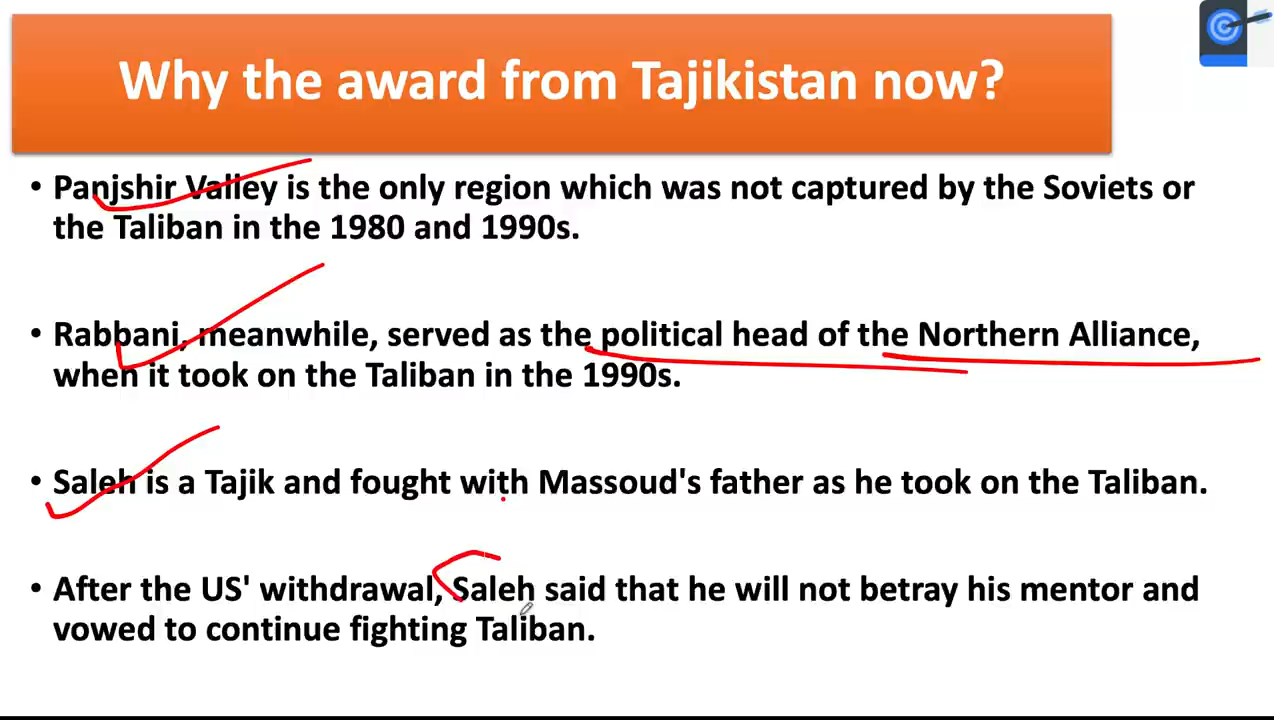 Why the award from Tajikistan now?
• Panjshir Valley is the only region which was not captured by the Soviets or
the Taliban in the 1980 and 1990s.
• Rabbani, meanwhile, served as the political head of the Northern Alliance,
when it took on the Taliban in the 1990s.
• Saleh is a Tajik and fought with Massoud's father as he took on the Taliban.
• After the US' withdrawal, Saleh said that he will not betray his mentor and
vowed to continue fighting Taliban.